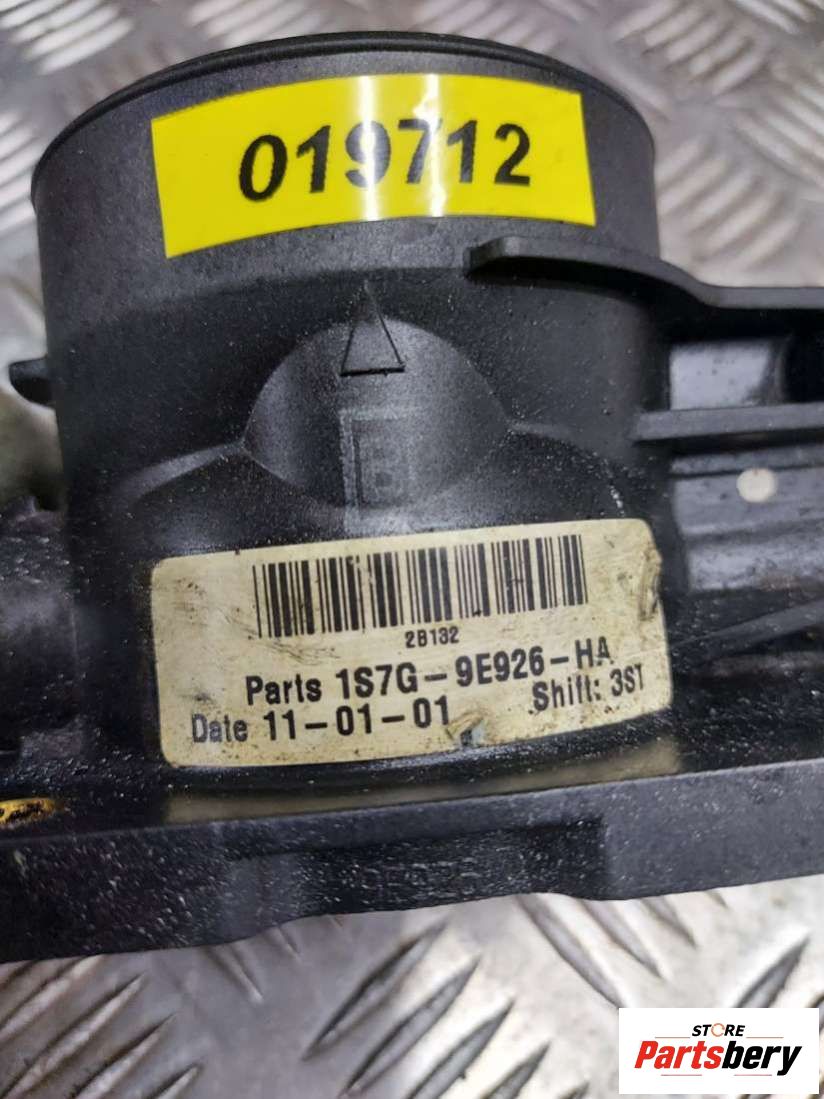 019712
2B132
Parts 1S7G-9E926-HA
Date 11-01-01 Shift: 3ST
STORE
Partsbery